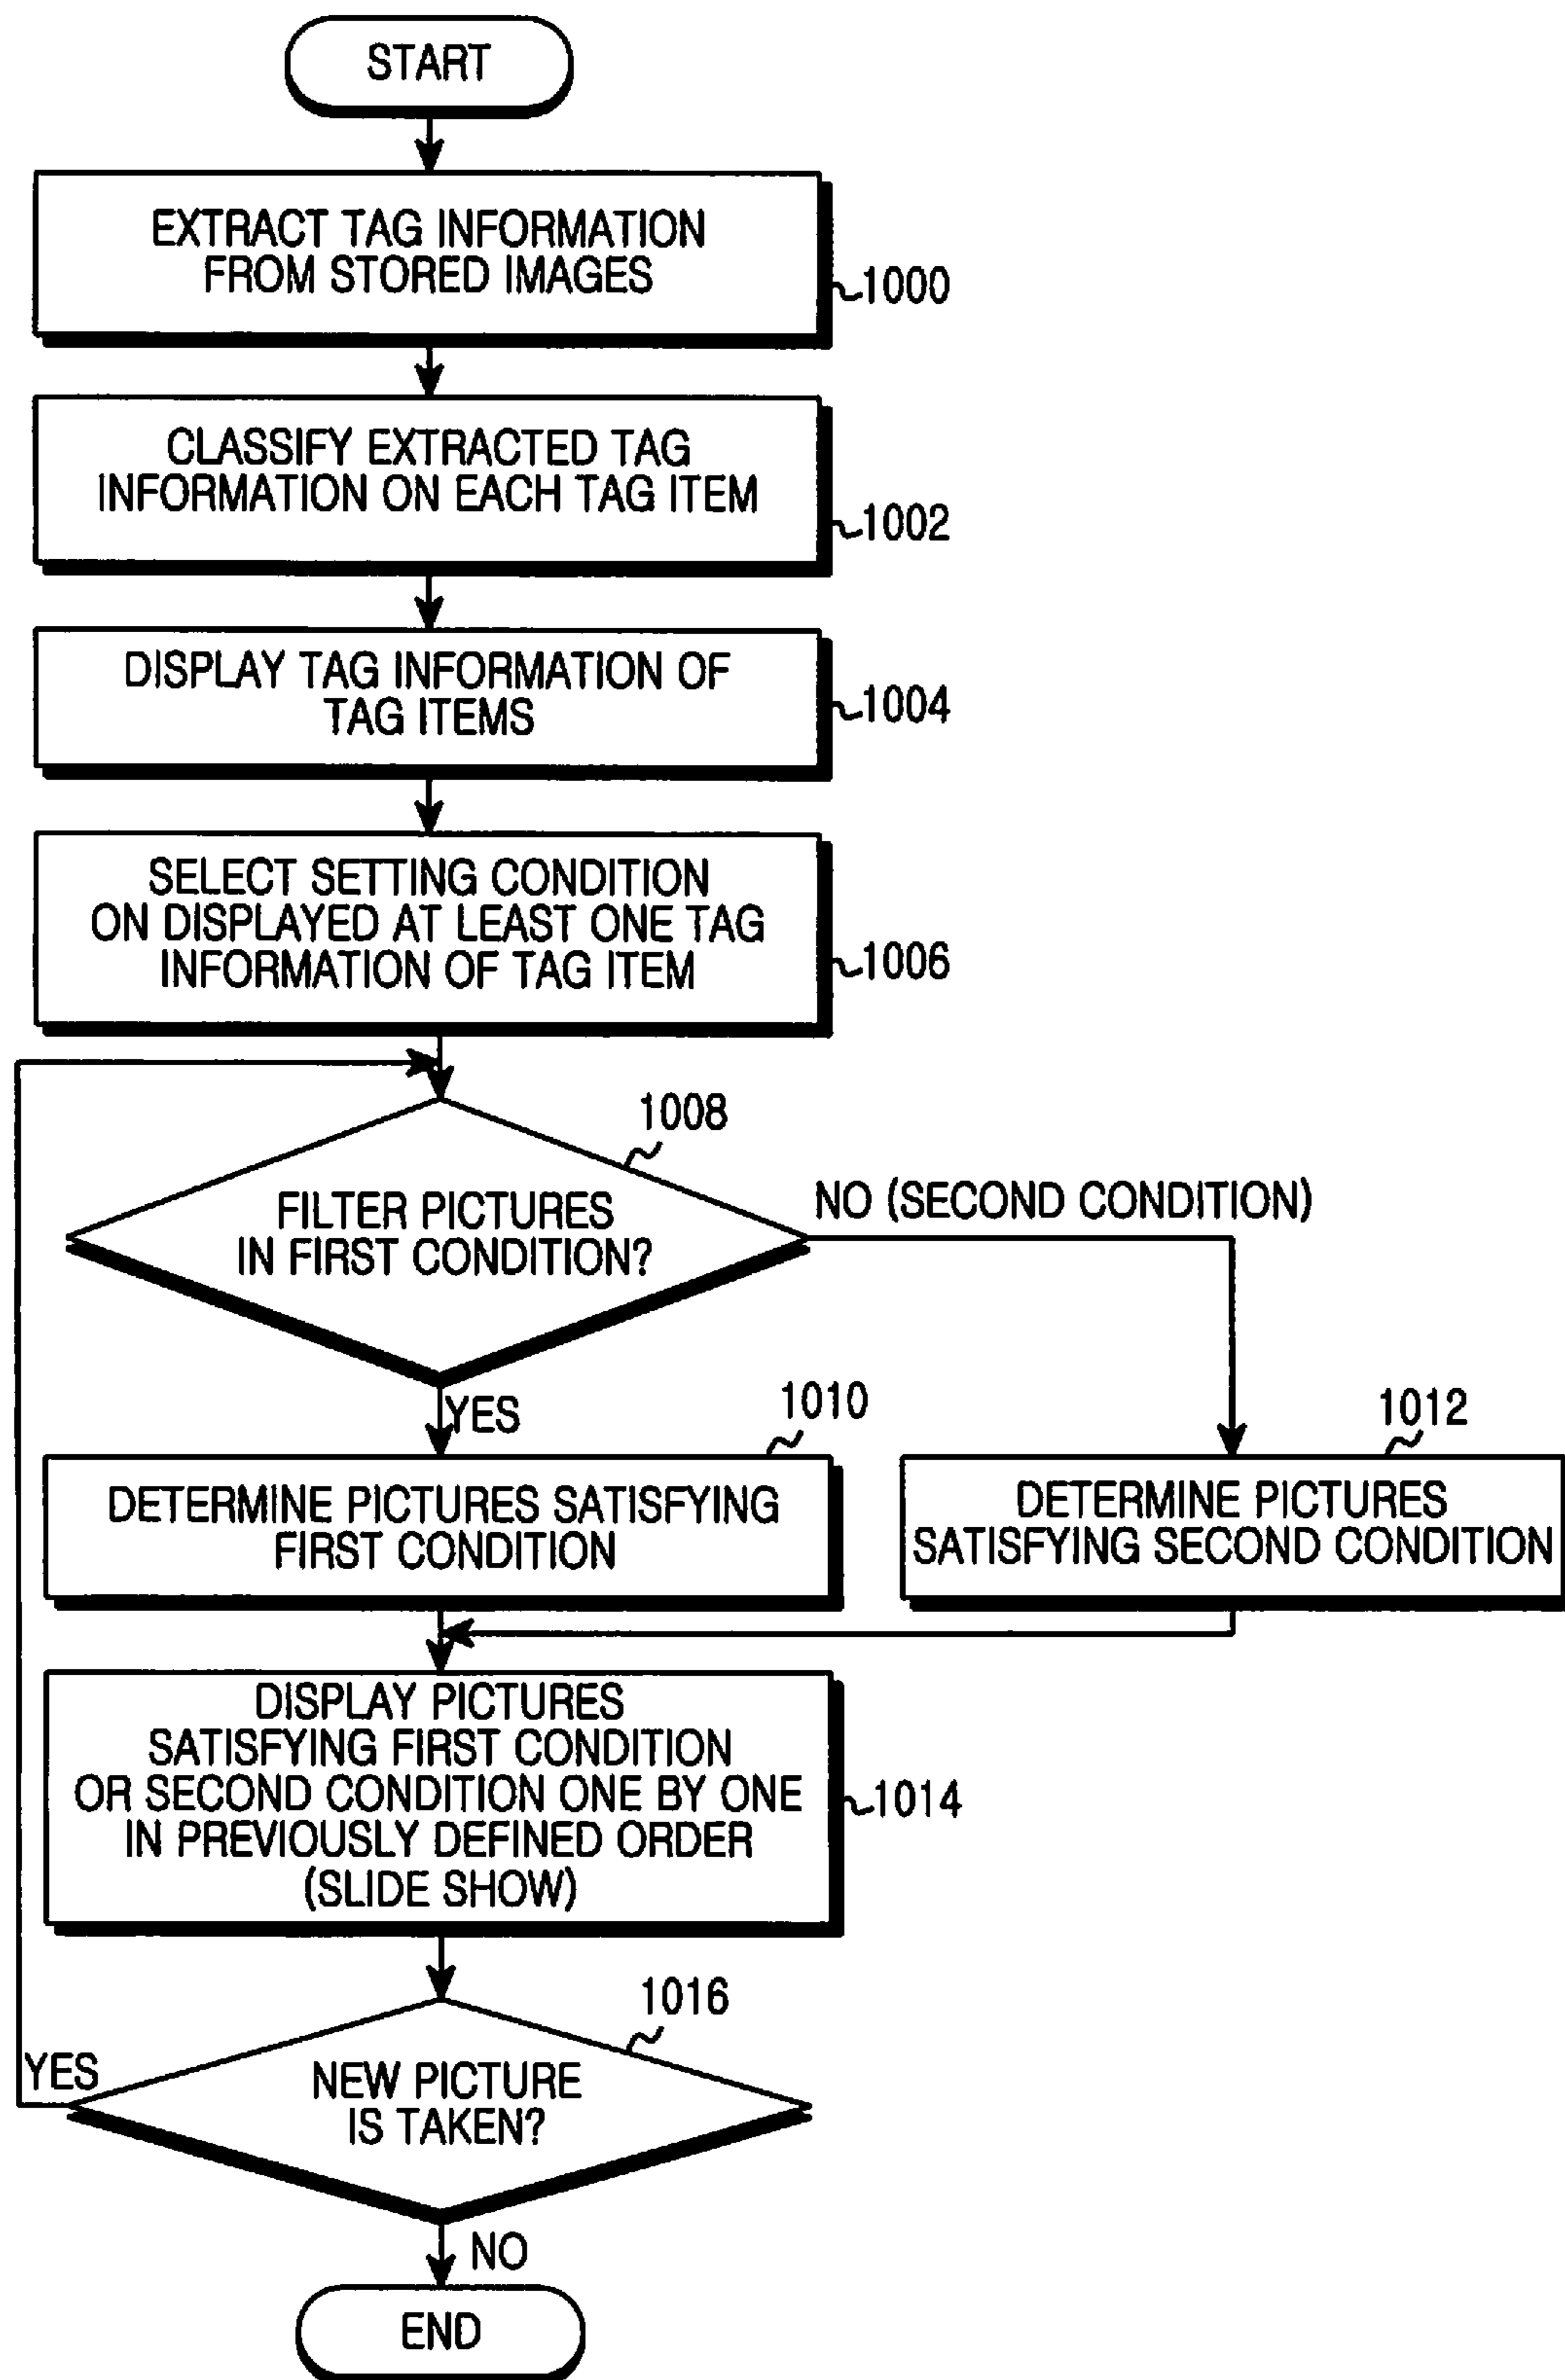 START
EXTRACT TAG INFORMATION
FROM STORED IMAGES
1000
CLASSIFY EXTRACTED TAG
INFORMATION ON EACH TAG ITEM
1002
DISPLAY TAG INFORMATION OF
TAG ITEMS
1004
SELECT SETTING CONDITION
ON DISPLAYED AT LEAST ONE TAG
INFORMATION OF TAG ITEM
1006
1008
FILTER PICTURES
IN FIRST CONDITION?
NO (SECOND CONDITION)
YES
1010
DETERMINE PICTURES SATISFYING
FIRST CONDITION
1012
DETERMINE PICTURES
SATISFYING SECOND CONDITION
DISPLAY PICTURES
SATISFYING FIRST CONDITION
OR SECOND CONDITION ONE BY ONE
IN PREVIOUSLY DEFINED ORDER
(SLIDE SHOW)
1014
1016
NEW PICTURE
IS TAKEN?
YES
NO
END